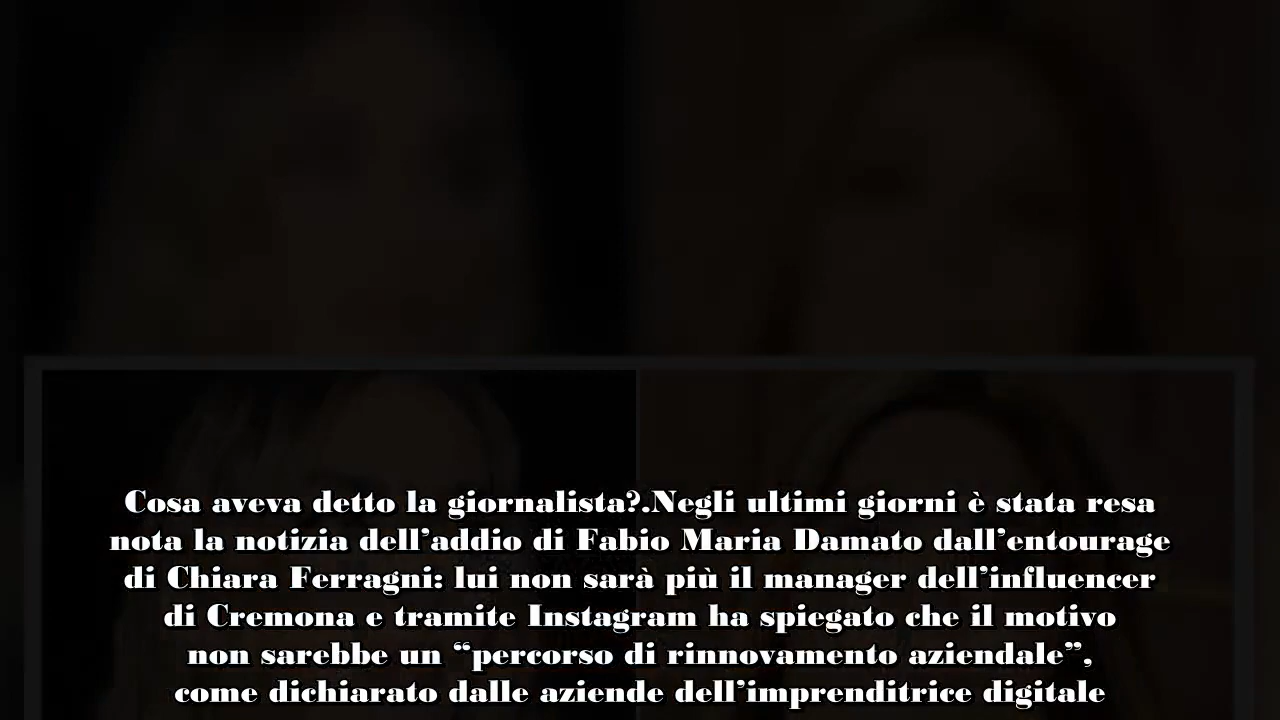 Cosa aveva detto la giornalista?.Negli ultimi giorni è stata resa
nota la notizia dell’addio di Fabio Maria Damato dall’entourage
di Chiara Ferragni: lui non sarà più il manager dell’influencer
di Cremona e tramite Instagram ha spiegato che il motivo
non sarebbe un “percorso di rinnovamento aziendale”,
come dichiarato dalle aziende dell’imprenditrice digitale